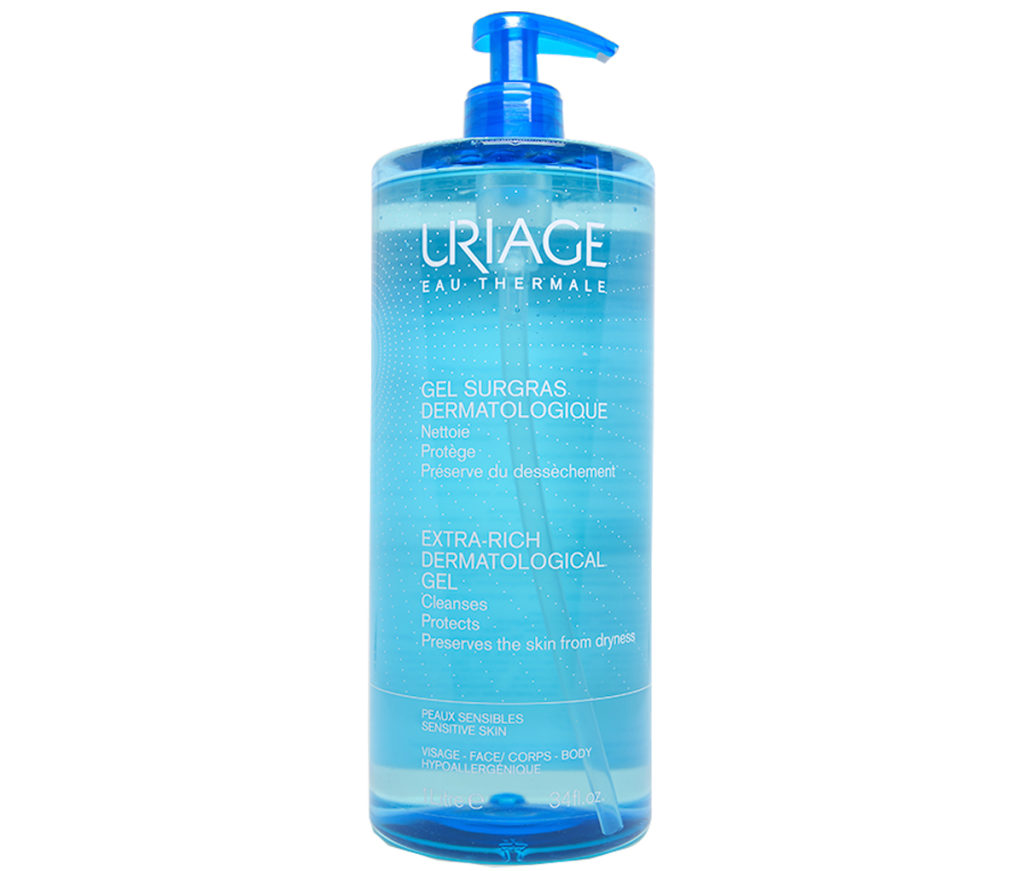 URIAGE
EAU THERMALE
GEL SURGRAS
DERMATOLOGIQUE
Nettoie
Protège
Préserve du dessèchement
EXTRA-RICH
DERMATOLOGICAL
GEL
Cleanses
Protects
Preserves the skin from dryness
PEAUX SENSIBLES
SENSITIVE SKIN
VISAGE - FACE/ CORPS - BODY
HYPOALLERGÉNIQUE
34fl.oz.